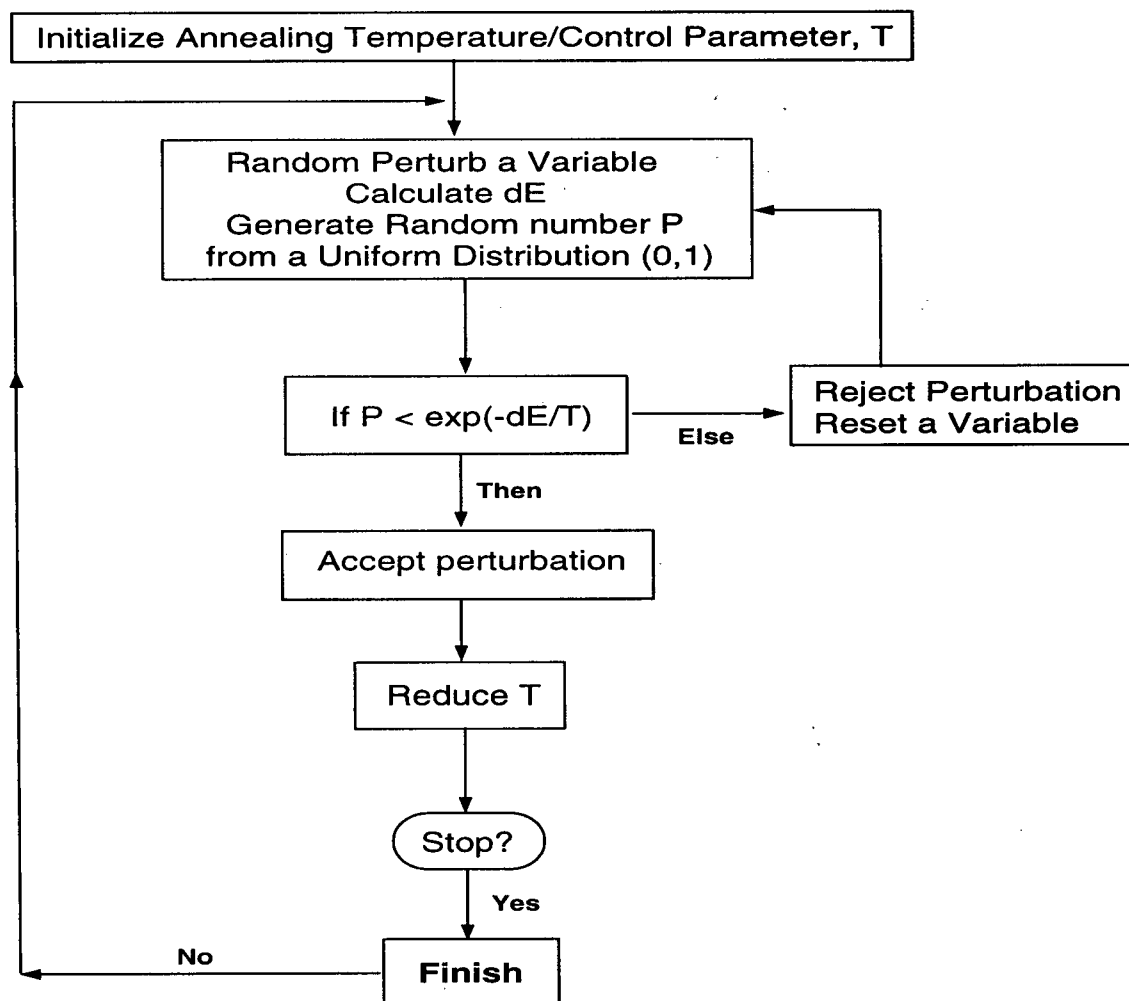 Initialize Annealing Temperature/Control Parameter, T
Random Perturb a Variable
Calculate dE
Generate Random number P
from a Uniform Distribution (0,1)
If P < exp(-dE/T)
Else
Reject Perturbation
Reset a Variable
Then
Accept perturbation
Reduce T
Stop?
Yes
No
Finish